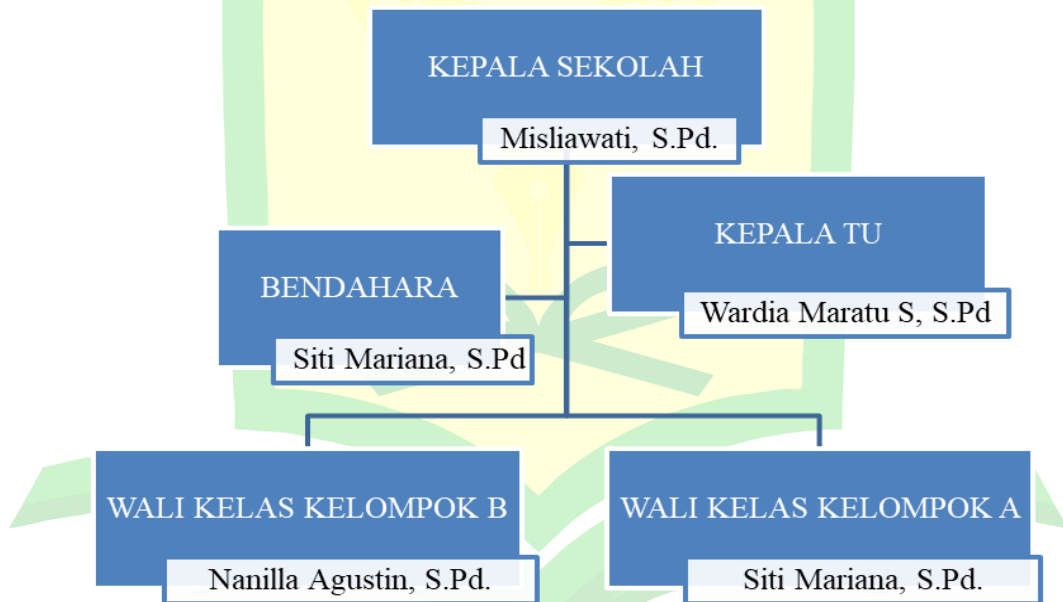 KEPALA SEKOLAH
Misliawati, S.Pd.
KEPALA TU
Wardia Maratu S, S.Pd
BENDAHARA
Siti Mariana, S.Pd
WALI KELAS KELOMPOK B
Nanilla Agustin, S.Pd.
WALI KELAS KELOMPOK A
Siti Mariana, S.Pd.